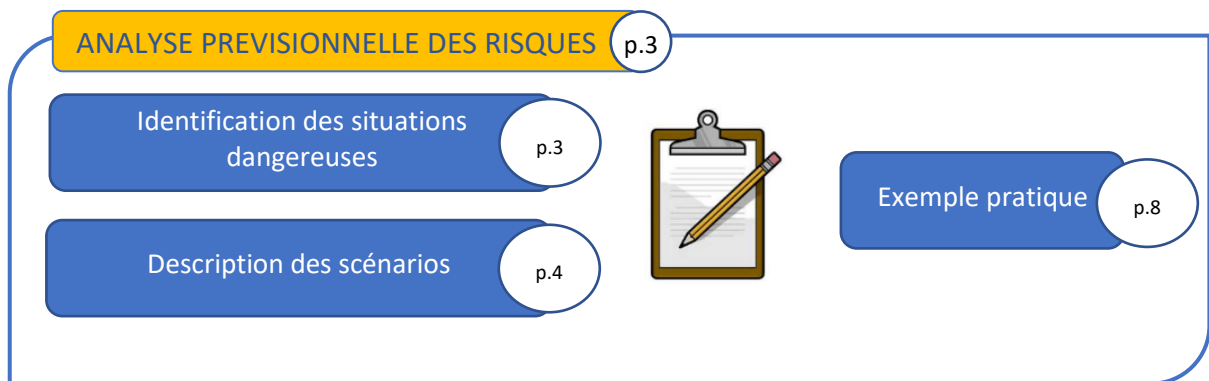 ANALYSE PREVISIONNELLE DES RISQUES p.3
Identification des situations
dangereuses
p.3
Description des scénarios p.4
Exemple pratique p.8